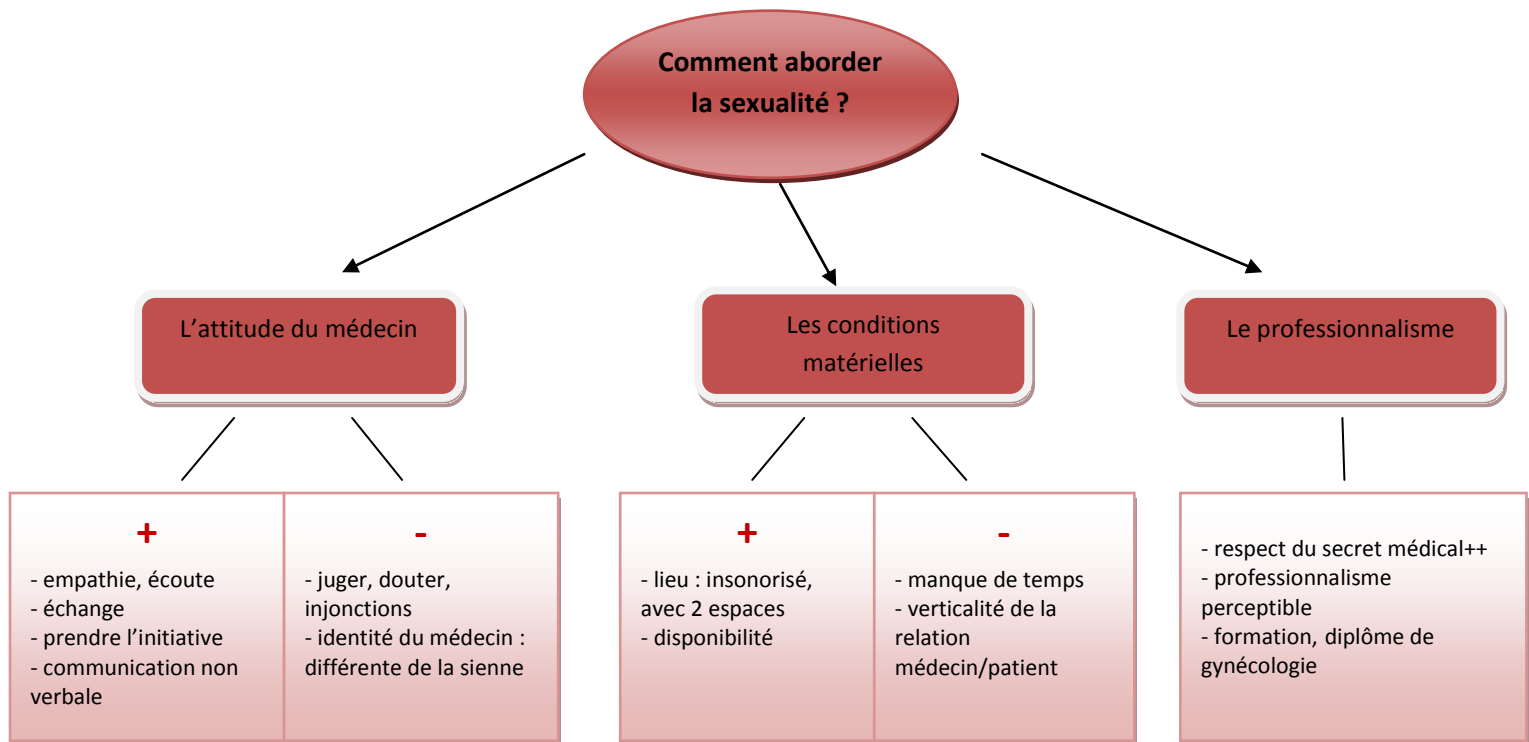 Comment aborder
la sexualité ?
L’attitude du médecin
Les conditions
matérielles
Le professionnalisme
+
- empathie, écoute
- échange
- prendre l’initiative
- communication non
verbale
-
- juger, douter,
injonctions
- identité du médecin :
différente de la sienne
+
- lieu : insonorisé,
avec 2 espaces
- disponibilité
-
- manque de temps
- verticalité de la
relation
médecin/patient
- respect du secret médical++
- professionnalisme
perceptible
- formation, diplôme de
gynécologie